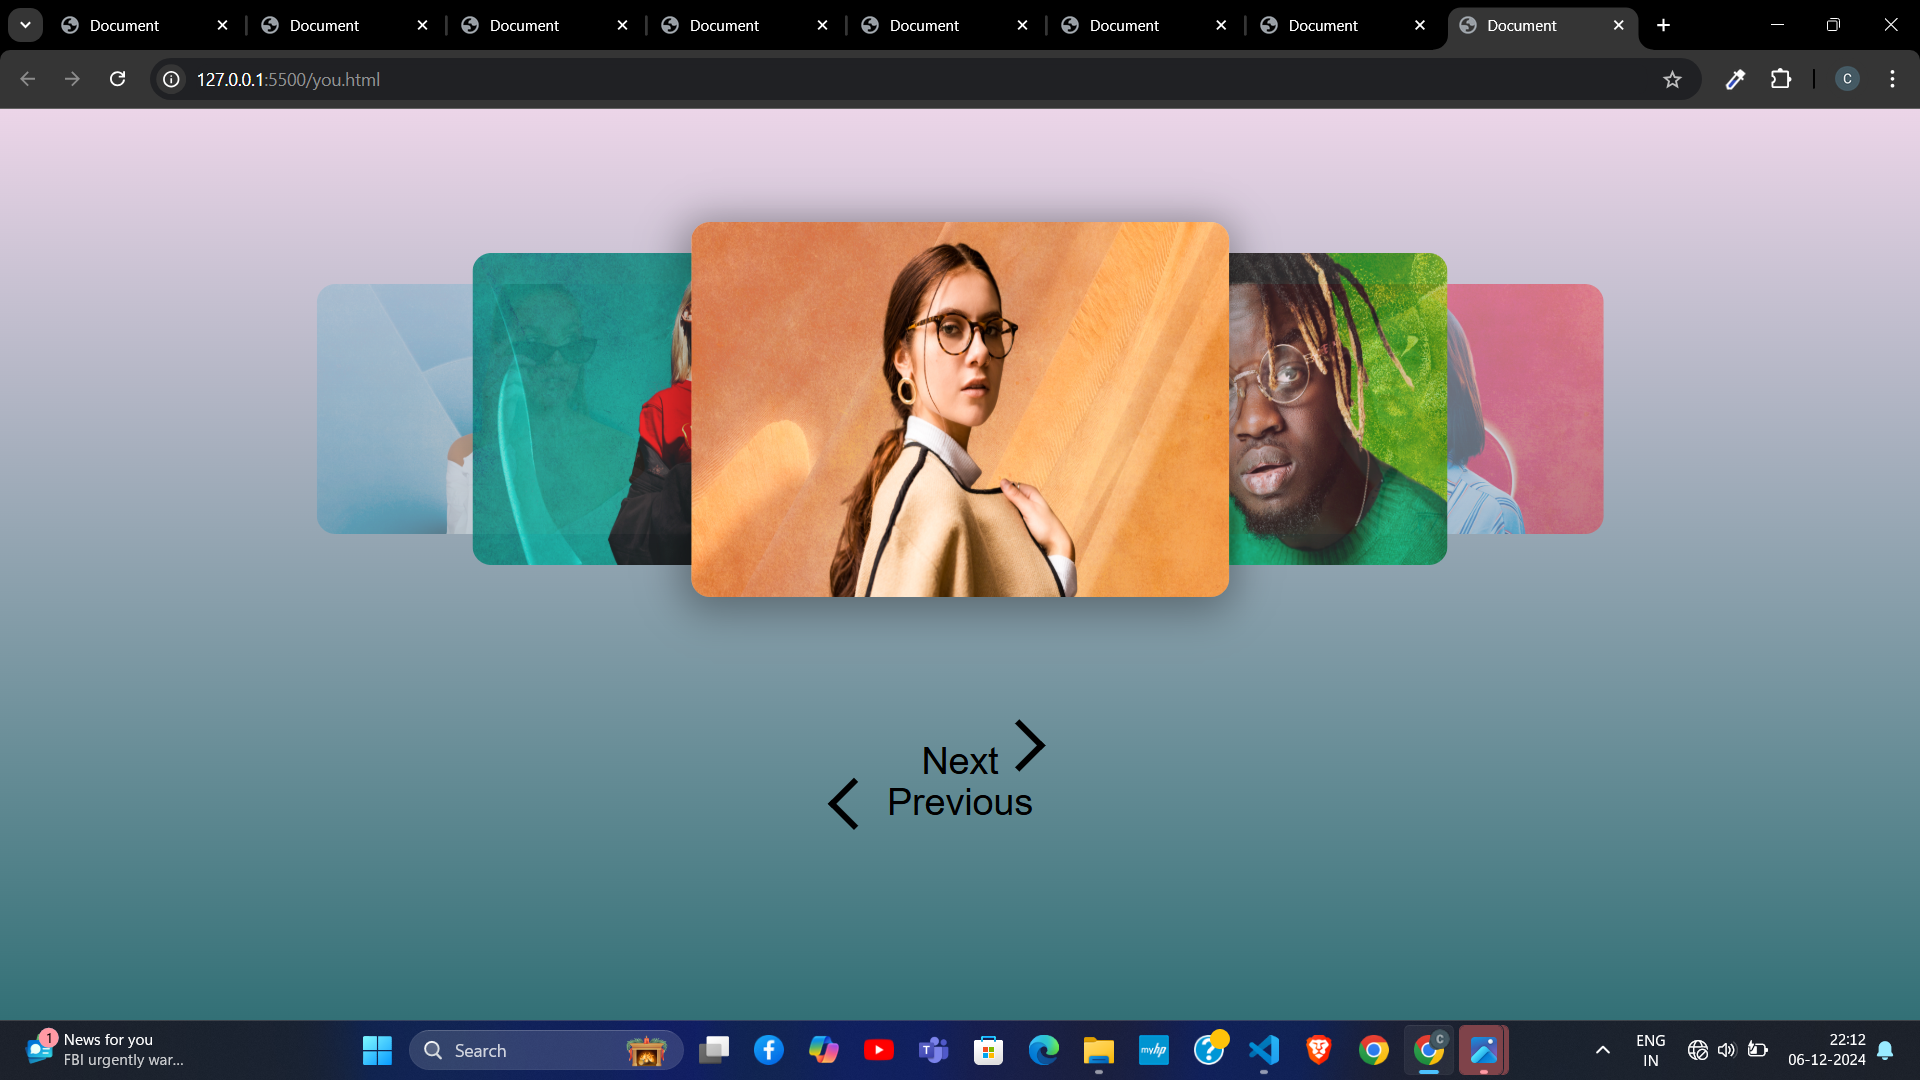 Document
Document
Document
Document
Document
Document
Document
Document
127.0.0.1:5500/you.html
C
Next
Previous
1
News for you
FBI urgently war...
Search
T
myhp
?
C
ENG
IN
22:12
06-12-2024